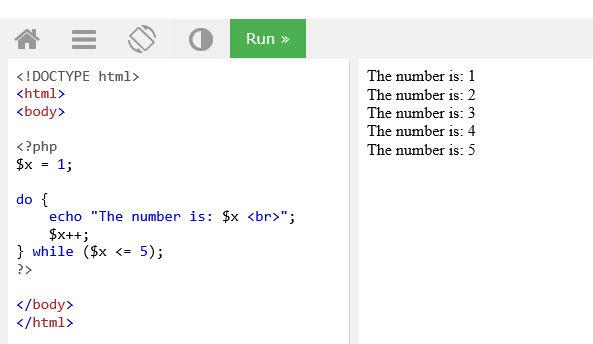 Run »
<!DOCTYPE html>
<html>
<body>

<?php
$x = 1;

do {
    echo "The number is: $x <br>";
    $x++;
} while ($x <= 5);
?>

</body>
</html>
The number is: 1
The number is: 2
The number is: 3
The number is: 4
The number is: 5